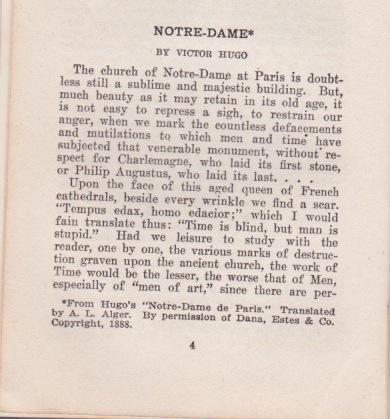 NOTRE-DAME*
BY VICTOR HUGO
The church of Notre-Dame at Paris is doubt-
less still a sublime and majestic building. But,
much beauty as it may retain in its old age, it
is not easy to repress a sigh, to restrain our
anger, when we mark the countless defacements
and mutilations to which men and time have
subjected that venerable monument, without re-
spect for Charlemagne, who laid its first stone,
or Philip Augustus, who laid its last. . . .
Upon the face of this aged queen of French
cathedrals, beside every wrinkle we find a scar.
"Tempus edax, homo edacior;" which I would
fain translate thus: "Time is blind, but man is
stupid." Had we leisure to study with the
reader, one by one, the various marks of destruc-
tion graven upon the ancient church, the work of
Time would be the lesser, the worse that of Men,
especially of "men of art," since there are per-
*From Hugo's "Notre-Dame de Paris." Translated
by A. L. Alger. By permission of Dana, Estes & Co.
Copyright, 1888.
4